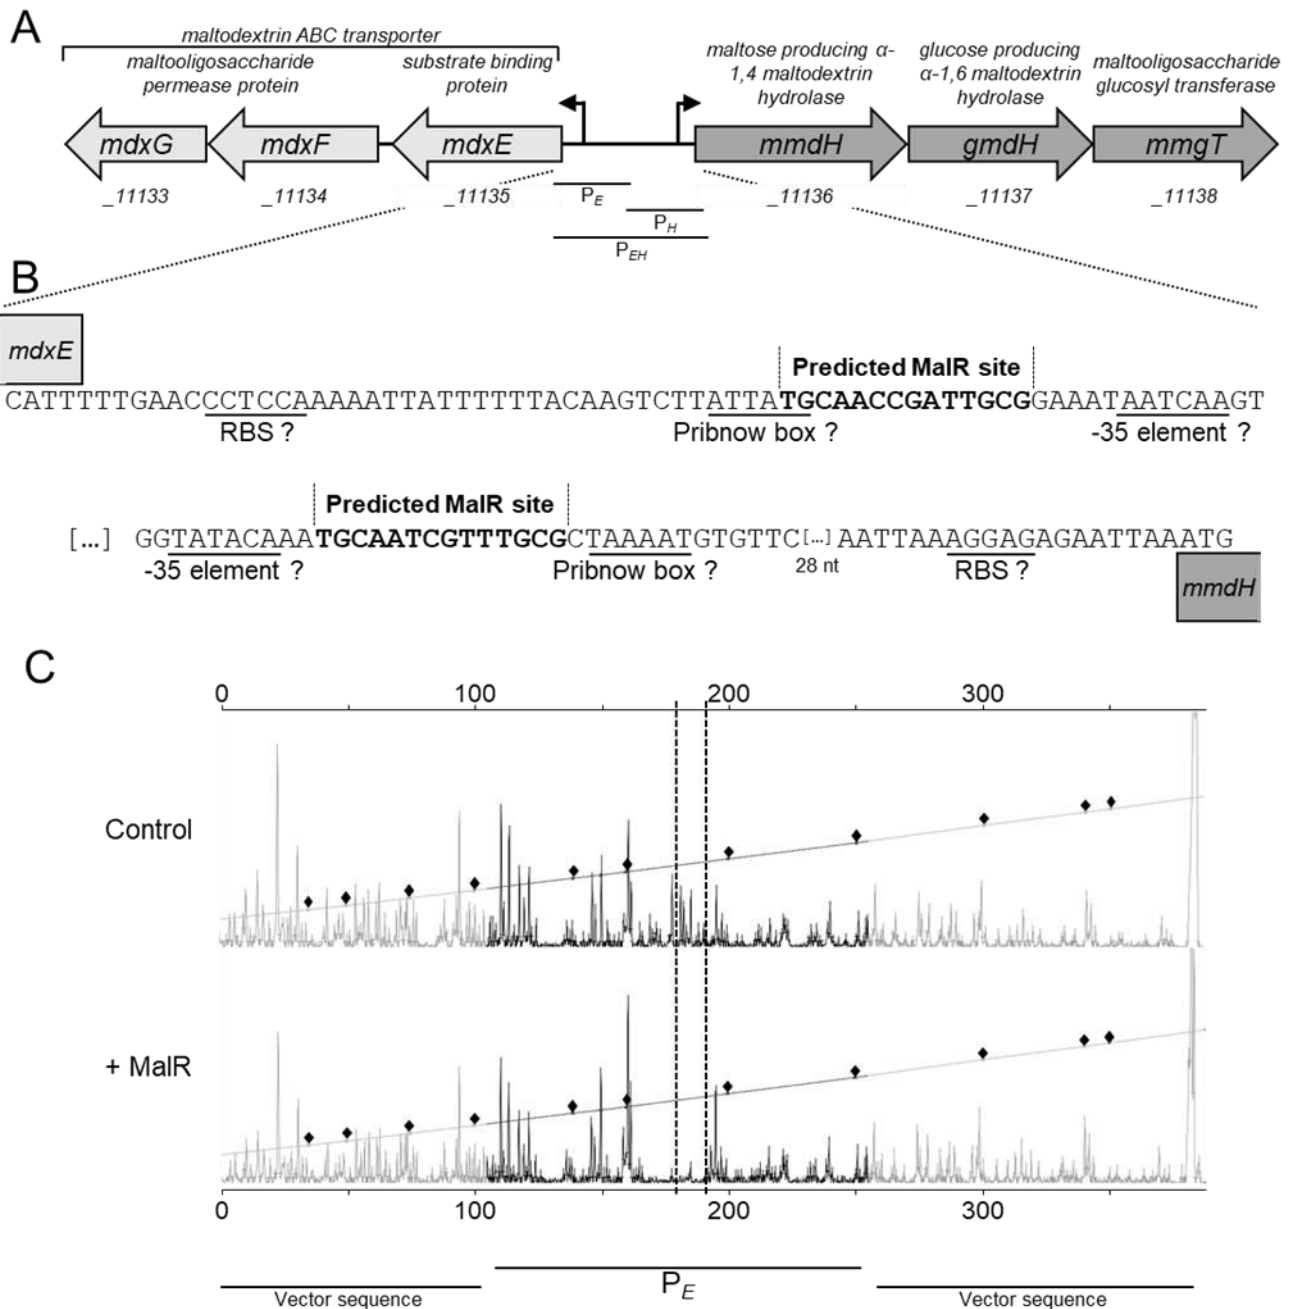 A
maltodextrin ABC transporter
maltooligosaccharide
permease protein
substrate binding
protein
maltose producing α-
1,4 maltodextrin
hydrolase
glucose producing
α-1,6 maltodextrin
hydrolase
maltooligosaccharide
glucosyl transferase
mdxG mdxF mdxE mmdH gmdH mmgT
_11133 _11134 _11135 _11136 _11137 _11138
PE
PH
PEH
B
mdxE
Predicted MalR site
CATTTTTGAACCCTCCAAAAATTATTTTTTACAAGTCTTATTATGCAACCGATTGCGGAAATAATCAAGT
RBS ? Pribnow box ? -35 element ?
Predicted MalR site
[...] GGTATACAAATGCAATCGTTTGCGCTAAAATGTGTTC[...]AATTAAAGGAGAGAATTAAATG
-35 element ? Pribnow box ? 28 nt RBS ?
mmdH
C
0 100 200 300
Control
+ MalR
0 100 200 300
Vector sequence PE Vector sequence